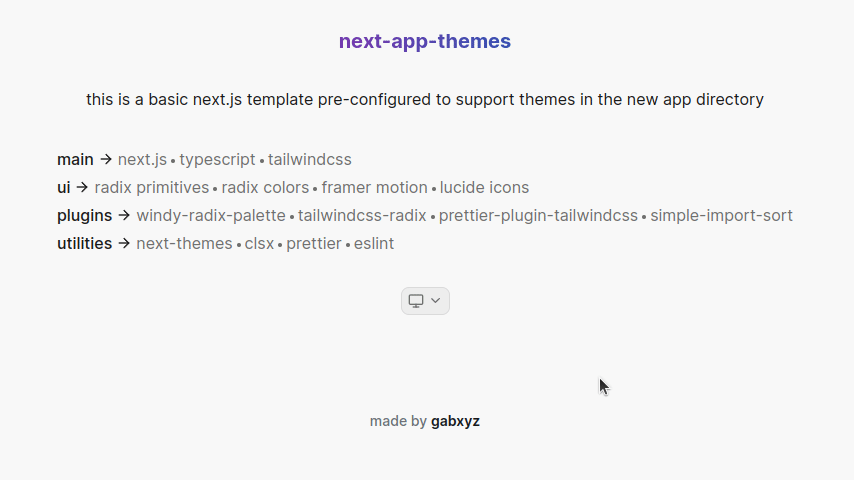 next-app-themes
this is a basic next.js template pre-configured to support themes in the new app directory
main → next.js • typescript • tailwindcss
ui → radix primitives • radix colors • framer motion • lucide icons
plugins → windy-radix-palette • tailwindcss-radix • prettier-plugin-tailwindcss • simple-import-sort
utilities → next-themes • clsx • prettier • eslint
made by gabxyz